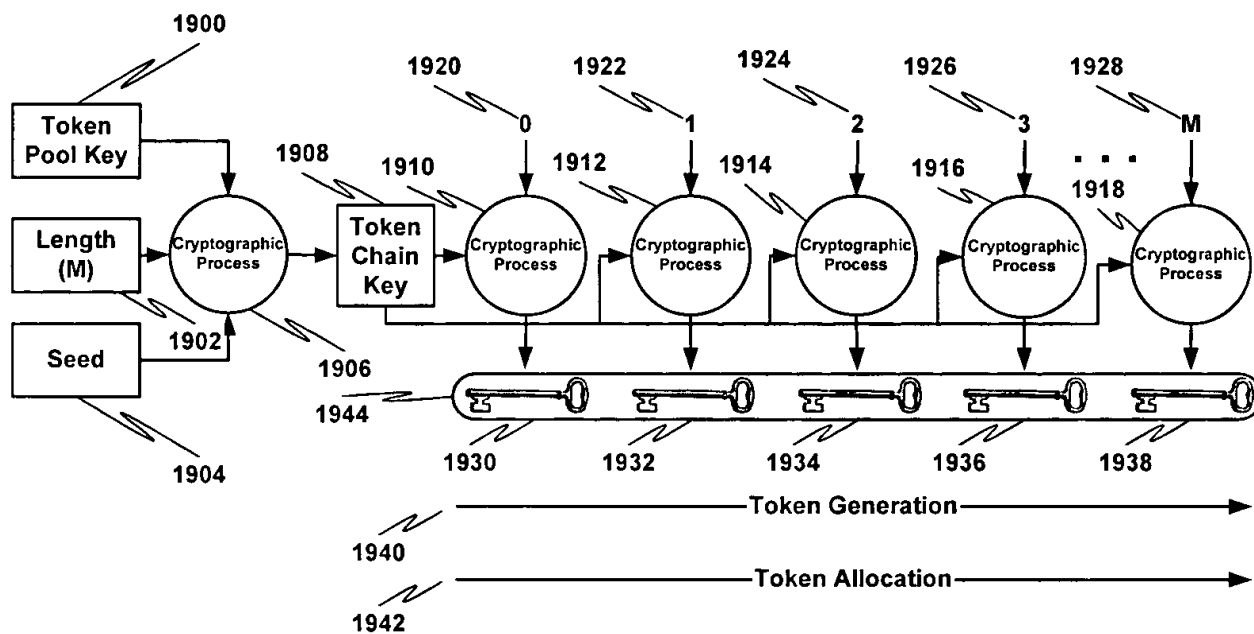 1900
1920
1922
1924
1926
1928
Token
Pool Key
0
1
2
3
M
1908
1910
1912
1914
1916
. . .
1918
Length
(M)
Cryptographic
Process
Token
Chain
Key
Cryptographic
Process
Cryptographic
Process
Cryptographic
Process
Cryptographic
Process
Cryptographic
Process
1902
Seed
1906
1944
1904
1930
1932
1934
1936
1938
Token Generation
1940
Token Allocation
1942